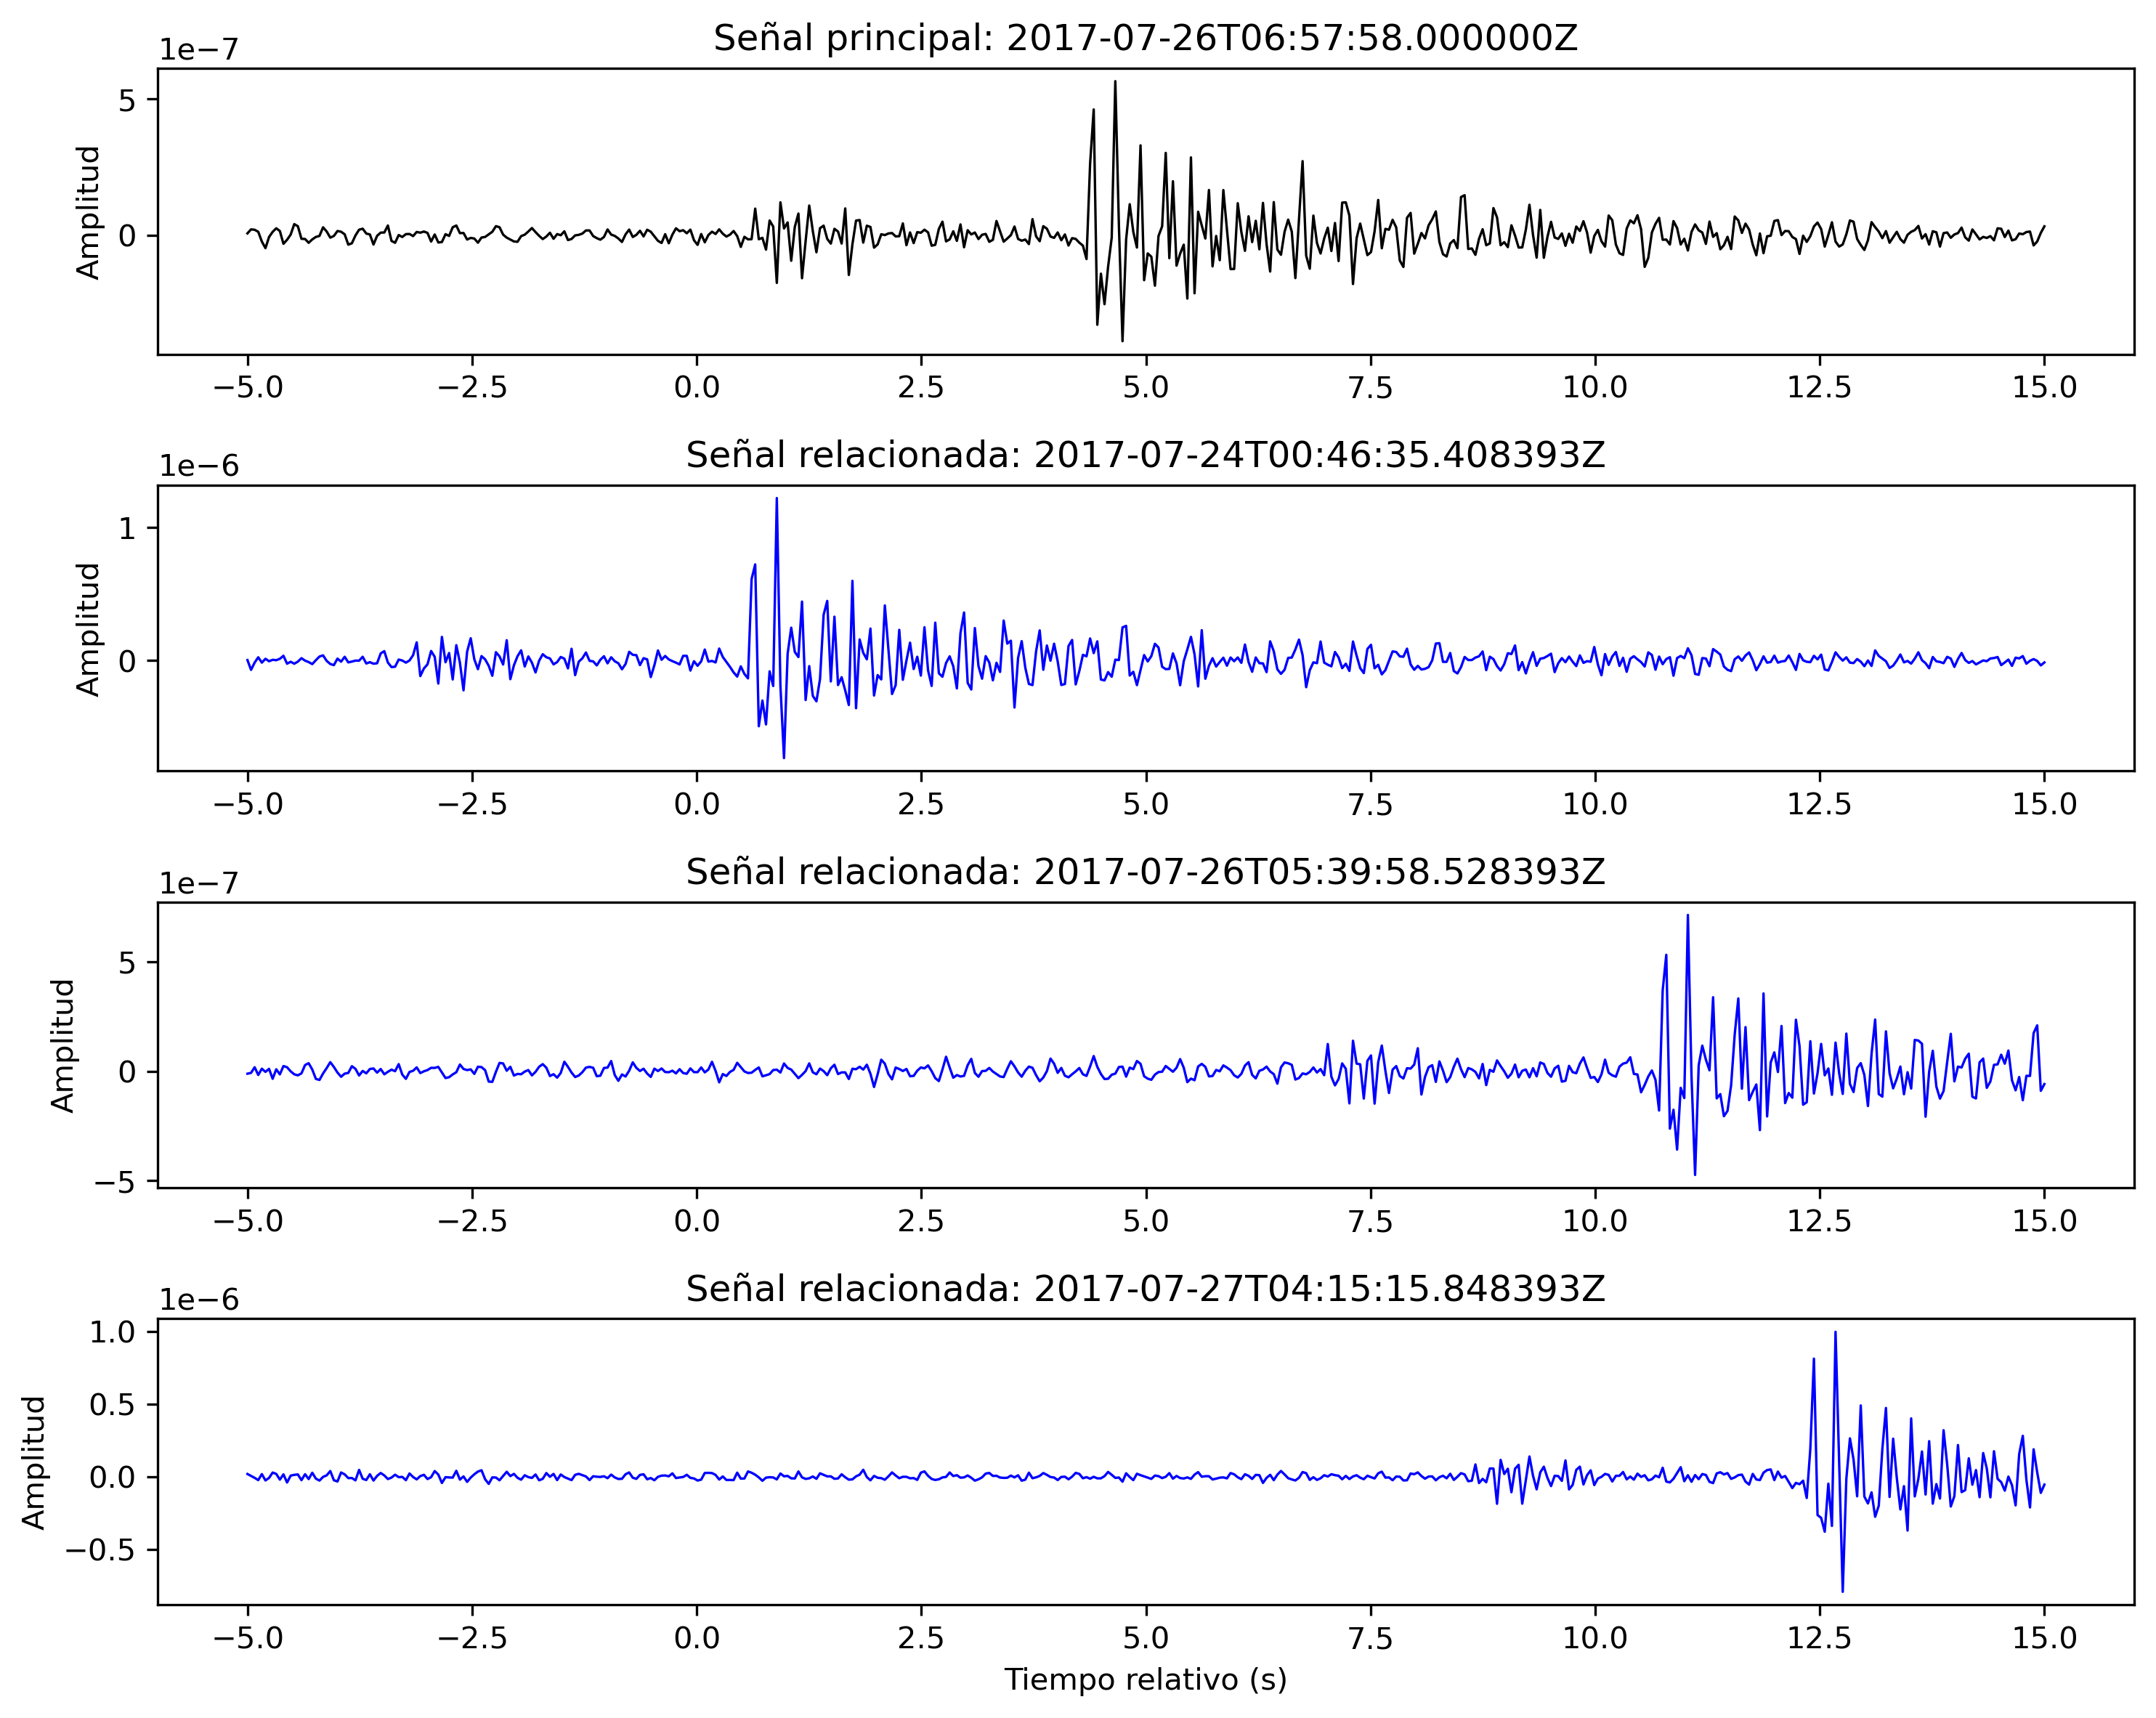 Señal principal: 2017-07-26T06:57:58.000000Z
1e−7
5
0
Amplitud
−5.0 −2.5 0.0 2.5 5.0 7.5 10.0 12.5 15.0
Señal relacionada: 2017-07-24T00:46:35.408393Z
1e−6
1
0
Amplitud
−5.0 −2.5 0.0 2.5 5.0 7.5 10.0 12.5 15.0
Señal relacionada: 2017-07-26T05:39:58.528393Z
1e−7
5
0
−5
Amplitud
−5.0 −2.5 0.0 2.5 5.0 7.5 10.0 12.5 15.0
Señal relacionada: 2017-07-27T04:15:15.848393Z
1e−6
1.0
0.5
0.0
−0.5
Amplitud
−5.0 −2.5 0.0 2.5 5.0 7.5 10.0 12.5 15.0
Tiempo relativo (s)